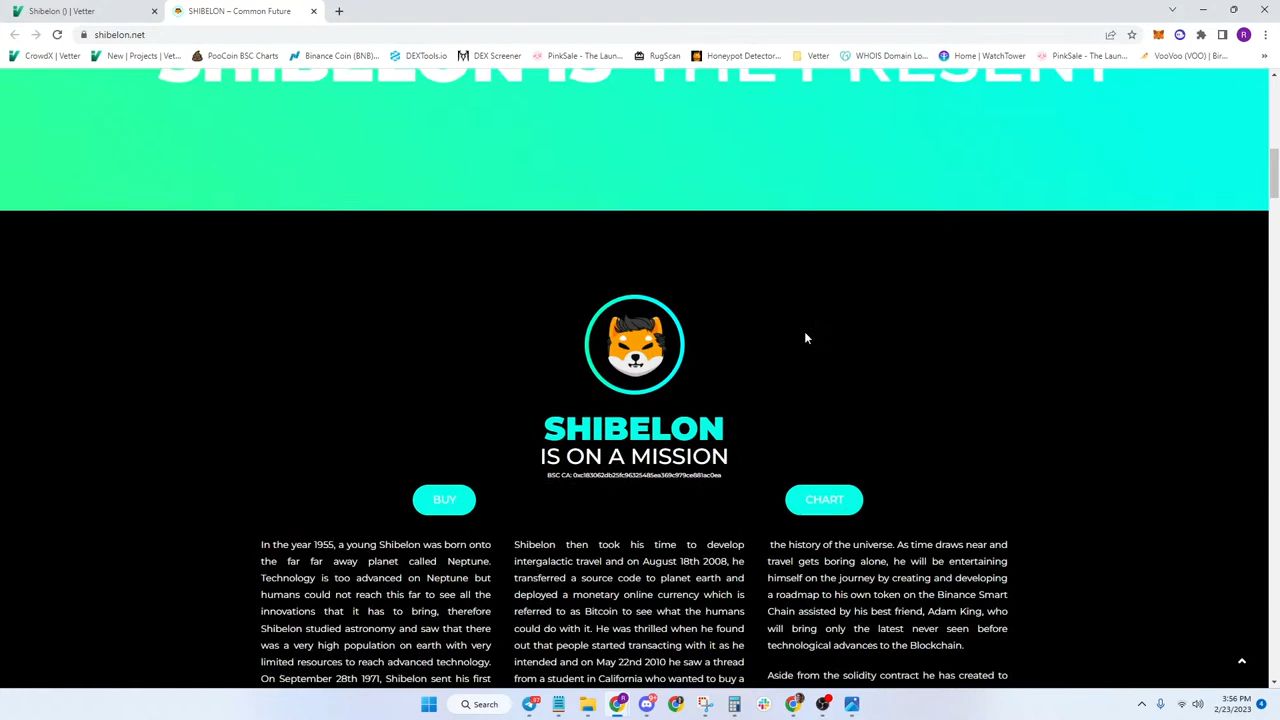 Shibelon () | Vetter
SHIBELON – Common Future
shibelon.net
R
CrowdX | Vetter
New | Projects | Vet...
PooCoin BSC Charts
Binance Coin (BNB)...
DEXTools.io
DEX Screener
PinkSale - The Laun...
RugScan
Honeypot Detector...
Vetter
WHOIS Domain Lo...
Home | WatchTower
PinkSale - The Laun...
VooVoo (VOO) | Bir...
SHIBELON IS THE PRESENT
SHIBELON
IS ON A MISSION
BSC CA: 0xc183062db25fc96325485ea369c979ce881ac0ea
BUY
CHART
In the year 1955, a young Shibelon was born onto
the far far away planet called Neptune.
Technology is too advanced on Neptune but
humans could not reach this far to see all the
innovations that it has to bring, therefore
Shibelon studied astronomy and saw that there
was a very high population on earth with very
limited resources to reach advanced technology.
On September 28th 1971, Shibelon sent his first
Shibelon then took his time to develop
intergalactic travel and on August 18th 2008, he
transferred a source code to planet earth and
deployed a monetary online currency which is
referred to as Bitcoin to see what the humans
could do with it. He was thrilled when he found
out that people started transacting with it as he
intended and on May 22nd 2010 he saw a thread
from a student in California who wanted to buy a
the history of the universe. As time draws near and
travel gets boring alone, he will be entertaining
himself on the journey by creating and developing
a roadmap to his own token on the Binance Smart
Chain assisted by his best friend, Adam King, who
will bring only the latest never seen before
technological advances to the Blockchain.
Aside from the solidity contract he has created to
Search
3:56 PM
2/23/2023